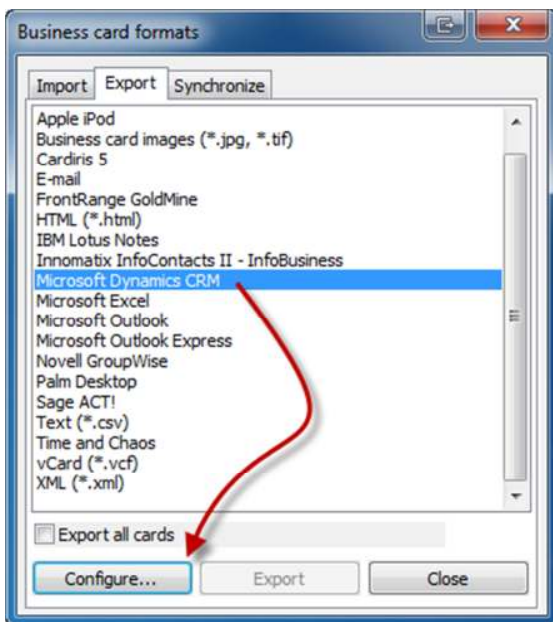 Business card formats
Import Export Synchronize
Apple iPod
Business card images (*.jpg, *.tif)
Cardiris 5
E-mail
FrontRange GoldMine
HTML (*.html)
IBM Lotus Notes
Innomatix InfoContacts II - InfoBusiness
Microsoft Dynamics CRM
Microsoft Excel
Microsoft Outlook
Microsoft Outlook Express
Novell GroupWise
Palm Desktop
Sage ACT!
Text (*.csv)
Time and Chaos
vCard (*.vcf)
XML (*.xml)
Export all cards
Configure... Export Close